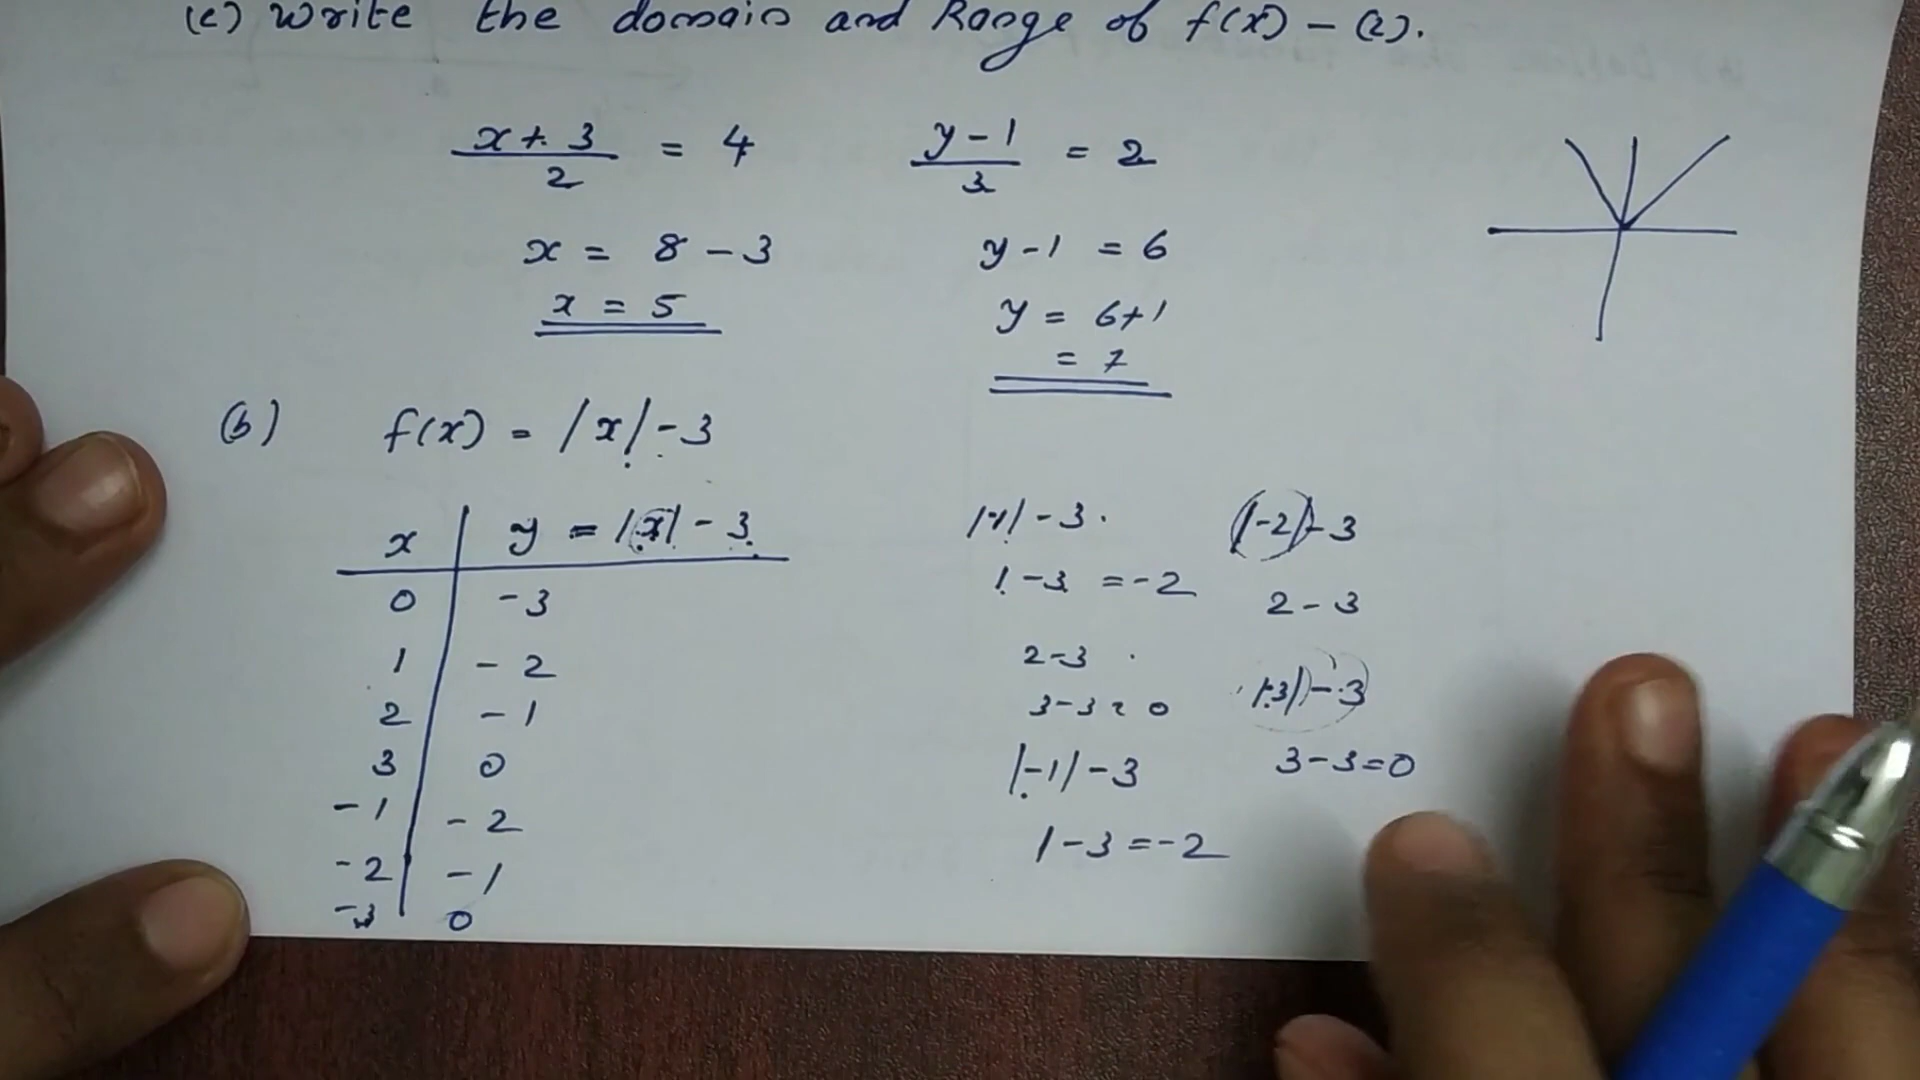 (c) Write the domain and Range of f(x) - (2).
x + 3 / 2 = 4
x = 8 - 3
x = 5
y - 1 / 3 = 2
y - 1 = 6
y = 6+1
= 7
(b) f(x) = |x| - 3
x | y = |x| - 3
0 | -3
1 | -2
2 | -1
3 | 0
-1 | -2
-2 | -1
-3 | 0
|1| - 3
1 - 3 = -2
2-3
3-3 = 0
|-1| - 3
1 - 3 = -2
|-2| - 3
2 - 3
|-3| - 3
3-3=0